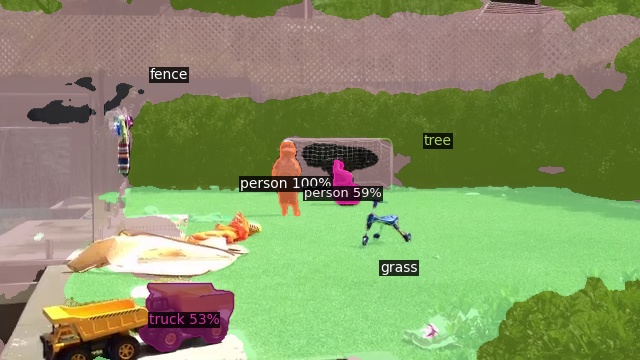 fence
tree
person 100%
person 59%
grass
truck 53%